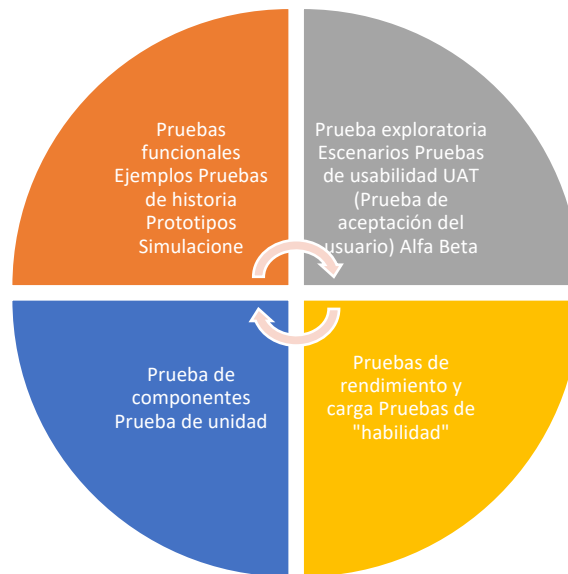 Pruebas
funcionales
Ejemplos Pruebas
de historia
Prototipos
Simulacione
Prueba exploratoria
Escenarios Pruebas
de usabilidad UAT
(Prueba de
aceptación del
usuario) Alfa Beta
Prueba de
componentes
Prueba de unidad
Pruebas de
rendimiento y
carga Pruebas de
"habilidad"